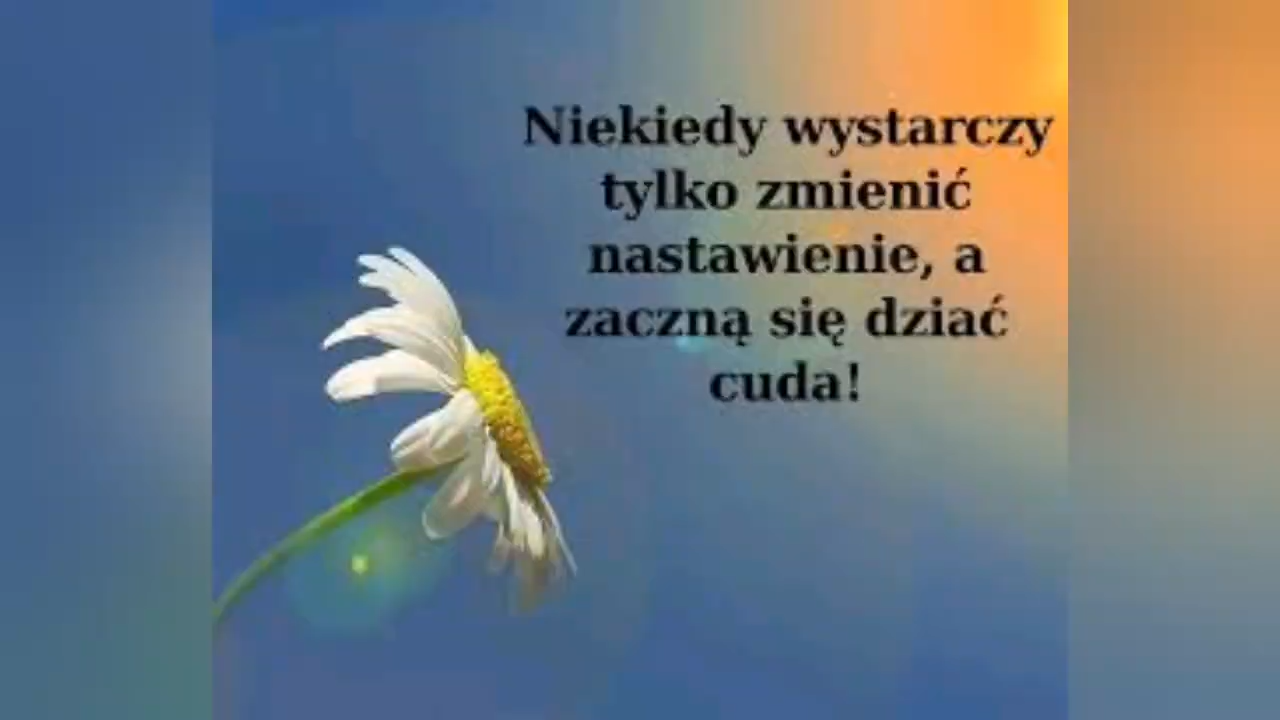 Niekiedy wystarczy
tylko zmienić
nastawienie, a
zaczną się dziać
cuda!